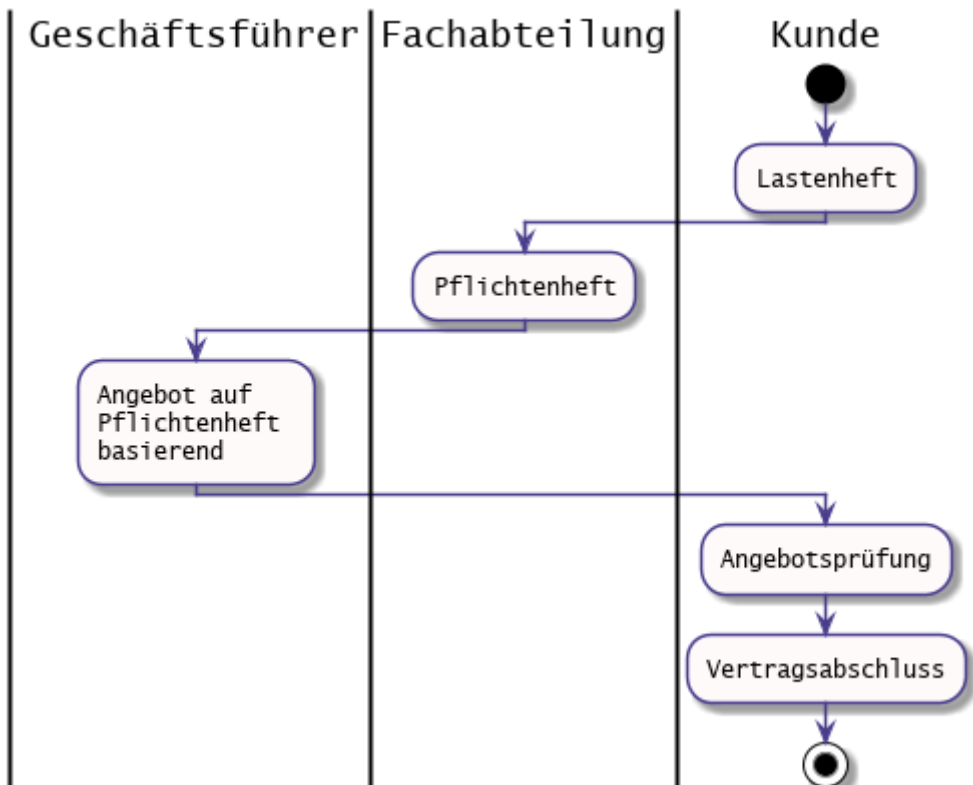 Geschäftsführer
Fachabteilung
Kunde
Lastenheft
Pflichtenheft
Angebot auf
Pflichtenheft
basierend
Angebotsprüfung
Vertragsabschluss